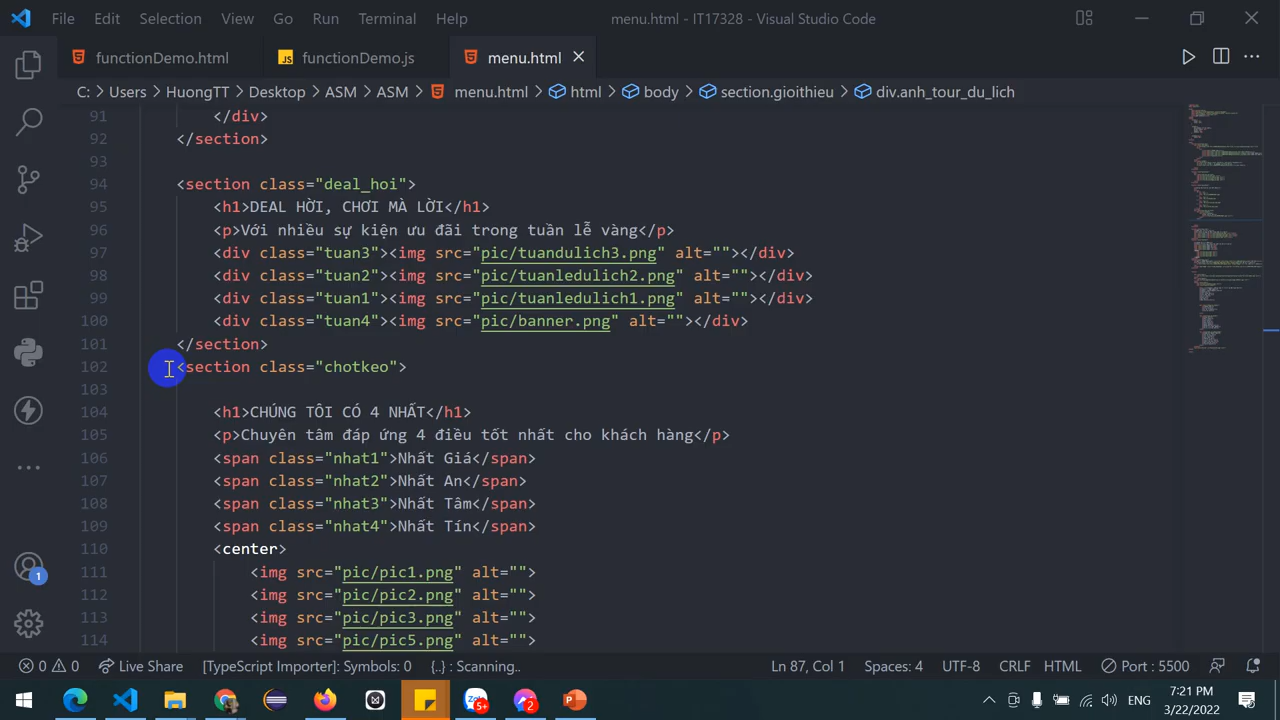 File Edit Selection View Go Run Terminal Help menu.html - IT17328 - Visual Studio Code
functionDemo.html JS functionDemo.js menu.html
C: > Users > HuongTT > Desktop > ASM > ASM > menu.html > html > body > section.gioithieu > div.anh_tour_du_lich
91 </div>
92 </section>
93
94 <section class="deal_hoi">
95 <h1>DEAL HỜI, CHƠI MÀ LỜI</h1>
96 <p>Với nhiều sự kiện ưu đãi trong tuần lễ vàng</p>
97 <div class="tuan3"><img src="pic/tuandulich3.png" alt=""></div>
98 <div class="tuan2"><img src="pic/tuanledulich2.png" alt=""></div>
99 <div class="tuan1"><img src="pic/tuanledulich1.png" alt=""></div>
100 <div class="tuan4"><img src="pic/banner.png" alt=""></div>
101 </section>
102 <section class="chotkeo">
103
104 <h1>CHÚNG TÔI CÓ 4 NHẤT</h1>
105 <p>Chuyên tâm đáp ứng 4 điều tốt nhất cho khách hàng</p>
106 <span class="nhat1">Nhất Giá</span>
107 <span class="nhat2">Nhất An</span>
108 <span class="nhat3">Nhất Tâm</span>
109 <span class="nhat4">Nhất Tín</span>
110 <center>
111 <img src="pic/pic1.png" alt="">
112 <img src="pic/pic2.png" alt="">
113 <img src="pic/pic3.png" alt="">
114 <img src="pic/pic5.png" alt="">
1
0 0 Live Share [TypeScript Importer]: Symbols: 0 {..} : Scanning.. Ln 87, Col 1 Spaces: 4 UTF-8 CRLF HTML Port : 5500
5+ 2 ENG 7:21 PM
3/22/2022